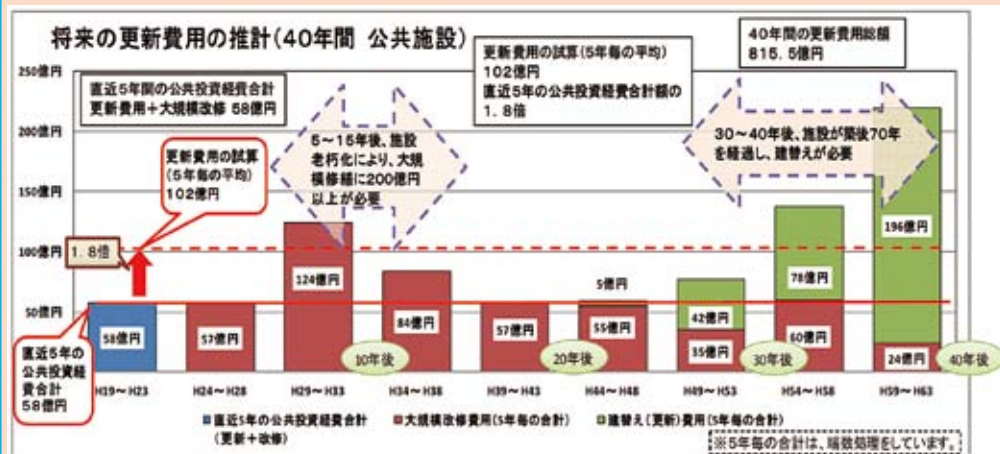 将来の更新費用の推計(40年間 公共施設)
直近5年間の公共投資経費合計
更新費用+大規模改修 58億円
更新費用の試算(5年毎の平均)
102億円
直近5年の公共投資経費合計額の
1.8倍
40年間の更新費用総額
815.5億円
250億円
200億円
150億円
100億円
50億円
更新費用の試算
(5年毎の平均)
102億円
5~15年後、施設
老朽化により、大規
模修繕に200億円
以上が必要
30~40年後、施設が築後70年
を経過し、建替えが必要
1.8倍
直近5年の
公共投資経
費合計
58億円
58億円
57億円
124億円
84億円
57億円
5億円
55億円
42億円
35億円
78億円
60億円
196億円
24億円
10年後
20年後
30年後
40年後
H19~H23
H24~H28
H29~H33
H34~H38
H39~H43
H44~H48
H49~H53
H54~H58
H59~H63
直近5年の公共投資経費合計
(更新+改修)
大規模改修費用(5年毎の合計)
建替え(更新)費用(5年毎の合計)
※5年毎の合計は、端数処理をしています。